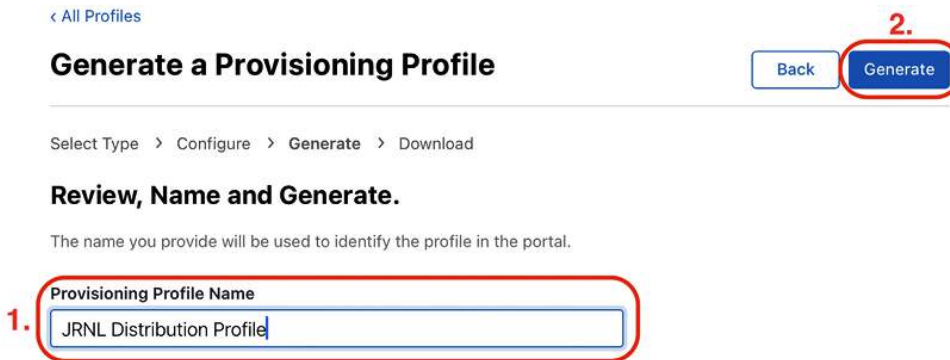 < All Profiles
2.
Generate a Provisioning Profile
Back
Generate
Select Type > Configure > Generate > Download
Review, Name and Generate.
The name you provide will be used to identify the profile in the portal.
1.
Provisioning Profile Name
JRNL Distribution Profile